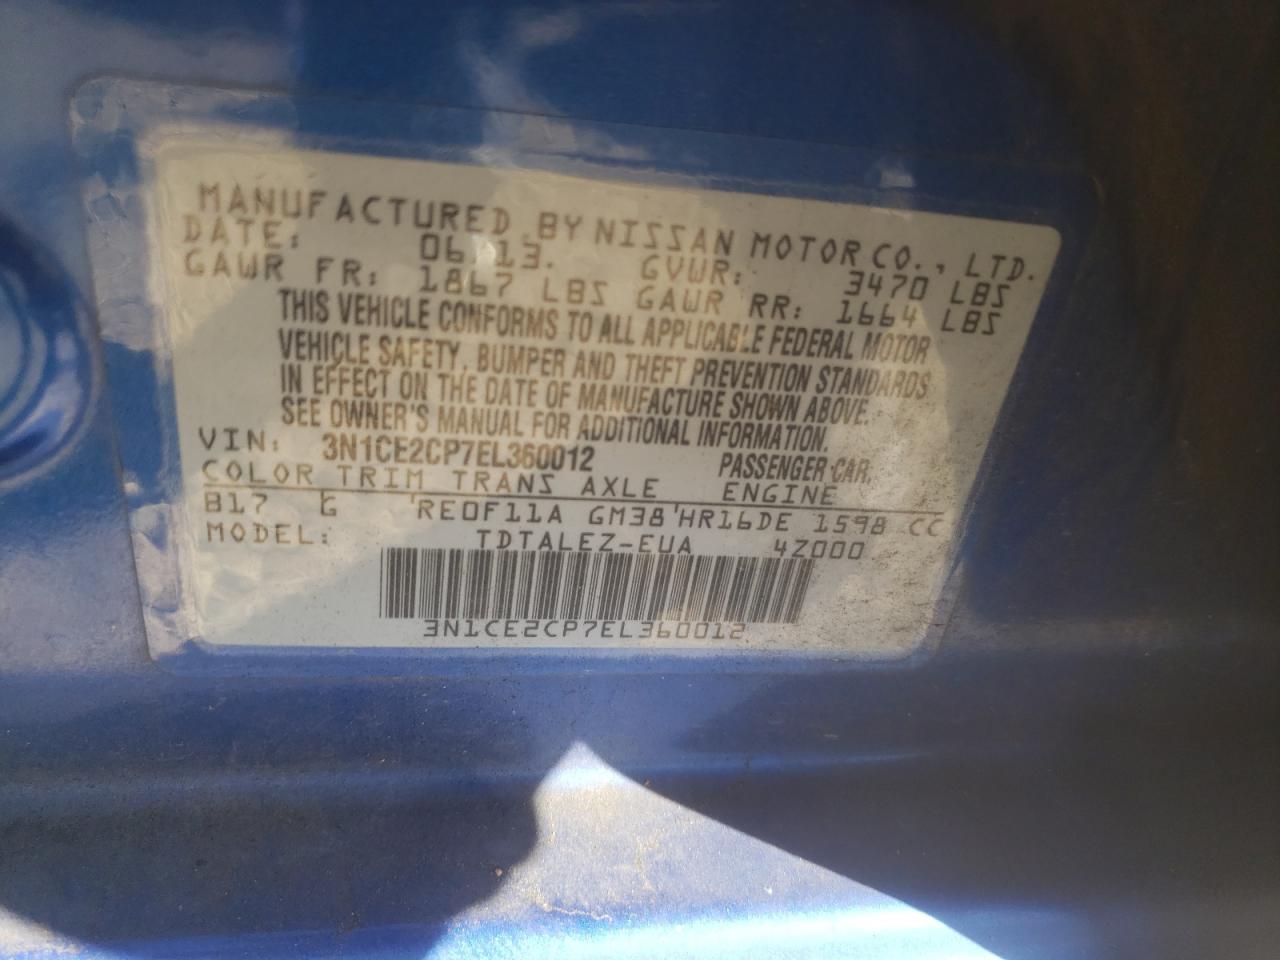 MANUFACTURED BY NISSAN MOTOR CO., LTD.
DATE: 06/13. GVWR: 3470 LBS
GAWR FR: 1867 LBS GAWR RR: 1664 LBS
THIS VEHICLE CONFORMS TO ALL APPLICABLE FEDERAL MOTOR
VEHICLE SAFETY, BUMPER AND THEFT PREVENTION STANDARDS
IN EFFECT ON THE DATE OF MANUFACTURE SHOWN ABOVE.
SEE OWNER'S MANUAL FOR ADDITIONAL INFORMATION.
VIN: 3N1CE2CP7EL360012 PASSENGER CAR.
COLOR TRIM TRANS AXLE ENGINE
B17 G RE0F11A GM38 HR16DE 1598 CC
MODEL: TDTALEZ-EUA 4Z000
3N1CE2CP7EL360012